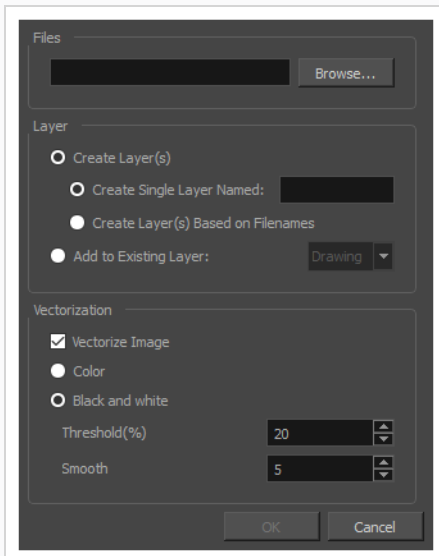 Files
Browse...
Layer
Create Layer(s)
Create Single Layer Named:
Create Layer(s) Based on Filenames
Add to Existing Layer: Drawing
Vectorization
Vectorize Image
Color
Black and white
Threshold(%) 20
Smooth 5
OK Cancel